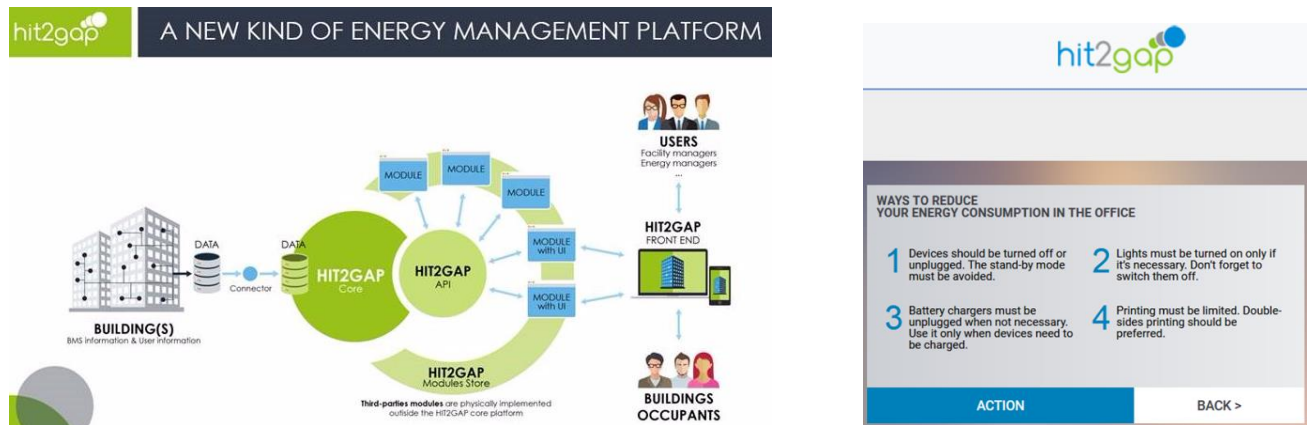 hit2gap
A NEW KIND OF ENERGY MANAGEMENT PLATFORM
USERS
Facility managers
Energy managers
...
MODULE
MODULE
MODULE
MODULE
with UI
MODULE
with UI
HIT2GAP
FRONT END
DATA
DATA
Connector
HIT2GAP
Core
HIT2GAP
API
BUILDING(S)
BMS information & User information
HIT2GAP
Modules Store
Third-parties modules are physically implemented
outside the HIT2GAP core platform
BUILDINGS
OCCUPANTS
hit2gap
WAYS TO REDUCE
YOUR ENERGY CONSUMPTION IN THE OFFICE
1 Devices should be turned off or
unplugged. The stand-by mode
must be avoided.
2 Lights must be turned on only if
it's necessary. Don't forget to
switch them off.
3 Battery chargers must be
unplugged when not necessary.
Use it only when devices need to
be charged.
4 Printing must be limited. Double-
sides printing should be
preferred.
ACTION
BACK >